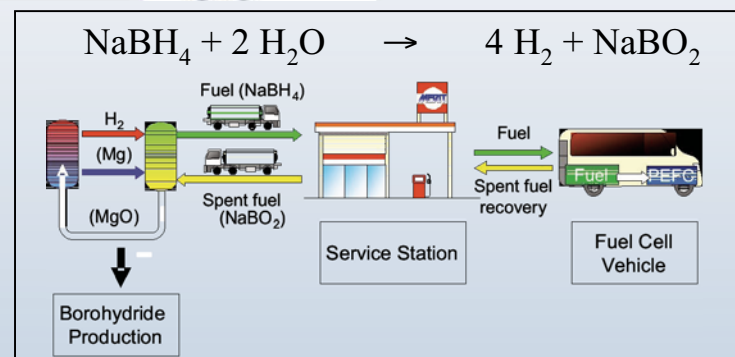 NaBH₄ + 2 H₂O → 4 H₂ + NaBO₂
H₂
(Mg)
(MgO)
Fuel (NaBH₄)
Spent fuel
(NaBO₂)
Fuel
Spent fuel
recovery
Fuel
PEFC
Borohydride
Production
Service Station
Fuel Cell
Vehicle